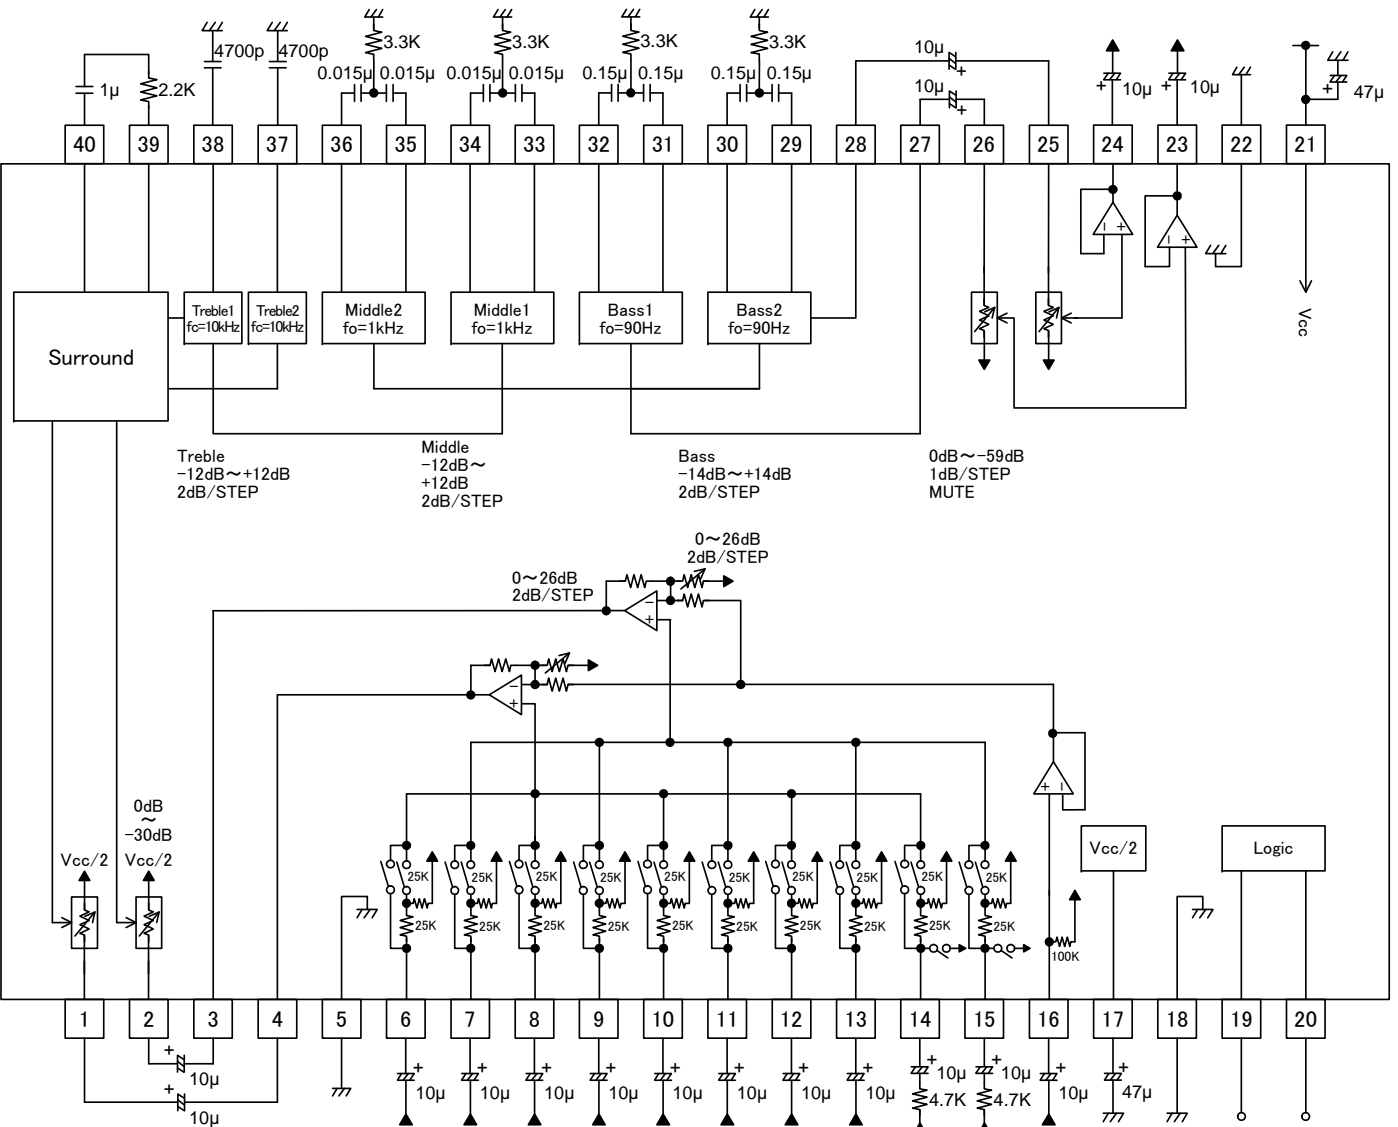 4700p 4700p 3.3K 3.3K 3.3K 3.3K 10μ 10μ 10μ 47μ
1μ 2.2K 0.015μ 0.015μ 0.015μ 0.015μ 0.15μ 0.15μ 0.15μ 0.15μ 10μ
+ + + + +
40 39 38 37 36 35 34 33 32 31 30 29 28 27 26 25 24 23 22 21
− + − +
Surround
Treble1
fc=10kHz
Treble2
fc=10kHz
Middle2
fo=1kHz
Middle1
fo=1kHz
Bass1
fo=90Hz
Bass2
fo=90Hz
Vcc
Treble
−12dB～+12dB
2dB/STEP
Middle
−12dB～
+12dB
2dB/STEP
Bass
−14dB～+14dB
2dB/STEP
0dB～−59dB
1dB/STEP
MUTE
0～26dB
2dB/STEP
0～26dB
2dB/STEP
−
+
−
+
+ −
0dB
～
−30dB
Vcc/2 Vcc/2
Vcc/2
Logic
25K 25K 25K 25K 25K 25K 25K 25K 25K 25K
25K 25K 25K 25K 25K 25K 25K 25K 25K 25K
100K
1 2 3 4 5 6 7 8 9 10 11 12 13 14 15 16 17 18 19 20
+ + + + + + + + + + + + + +
10μ 10μ 10μ 10μ 10μ 10μ 10μ 10μ 10μ 10μ 10μ 10μ 47μ
4.7K 4.7K
10μ